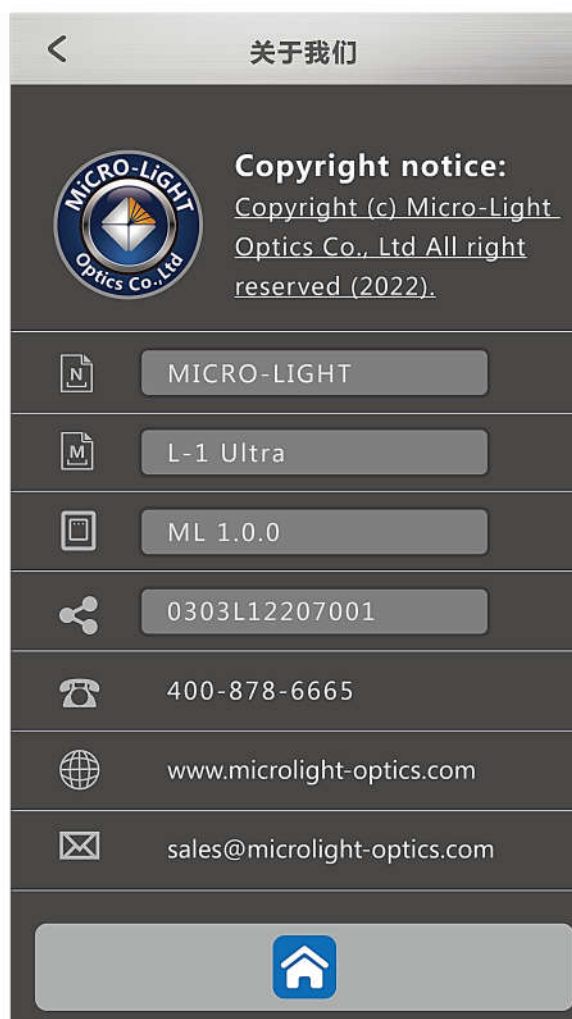 关于我们
MiCRO-LiGHT
Optics Co.,Ltd
Copyright notice:
Copyright (c) Micro-Light
Optics Co., Ltd All right
reserved (2022).
N
MICRO-LIGHT
M
L-1 Ultra
ML 1.0.0
0303L12207001
400-878-6665
www.microlight-optics.com
sales@microlight-optics.com